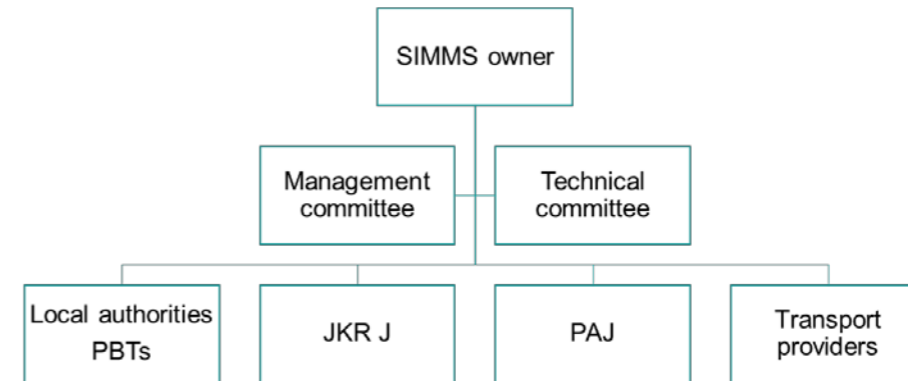 SIMMS owner
Management
committee
Technical
committee
Local authorities
PBTs
JKR J
PAJ
Transport
providers